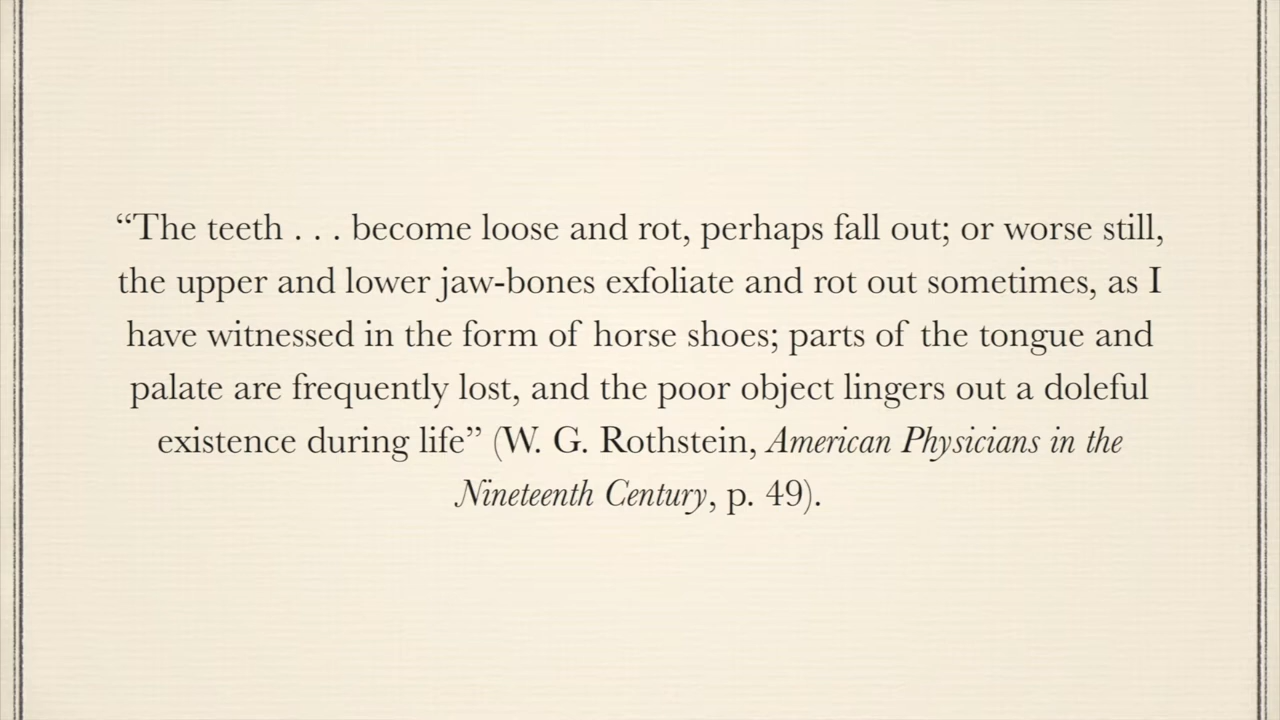 “The teeth . . . become loose and rot, perhaps fall out; or worse still,
the upper and lower jaw-bones exfoliate and rot out sometimes, as I
have witnessed in the form of horse shoes; parts of the tongue and
palate are frequently lost, and the poor object lingers out a doleful
existence during life” (W. G. Rothstein, American Physicians in the
Nineteenth Century, p. 49).